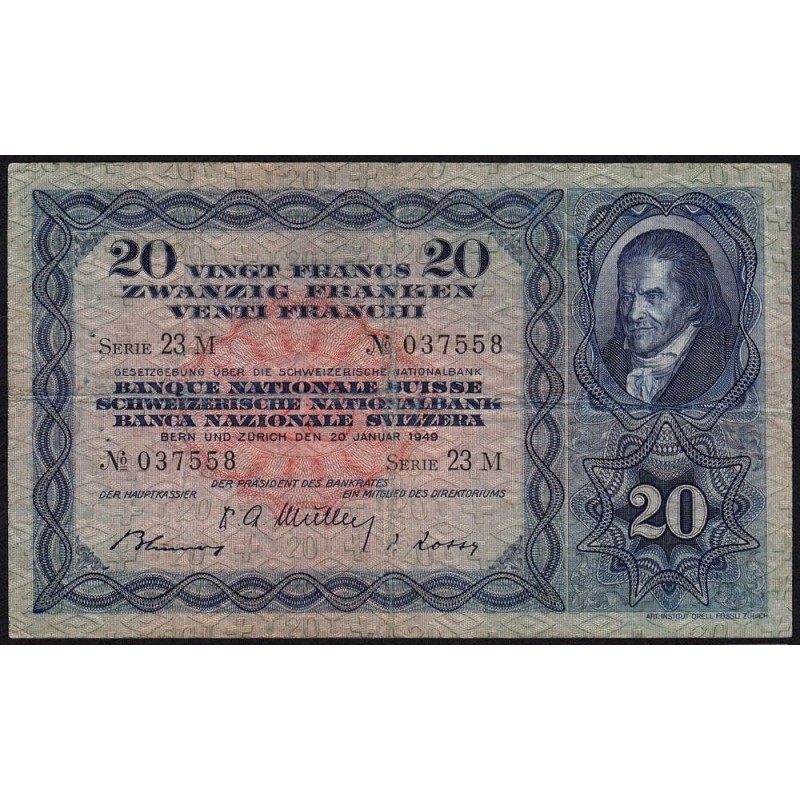 20 VINGT FRANCS 20
ZWANZIG FRANKEN
VENTI FRANCHI
SERIE 23 M № 037558
GESETZGEBUNG ÜBER DIE SCHWEIZERISCHE NATIONALBANK
BANQUE NATIONALE SUISSE
SCHWEIZERISCHE NATIONALBANK
BANCA NAZIONALE SVIZZERA
BERN UND ZÜRICH DEN 20 JANUAR 1949
№ 037558 SERIE 23 M
DER PRÄSIDENT DES BANKRATES
DER HAUPTKASSIER EIN MITGLIED DES DIREKTORIUMS
A. Müller
Rossy
20
ART. INSTITUT ORELL FÜSSLI ZÜRICH